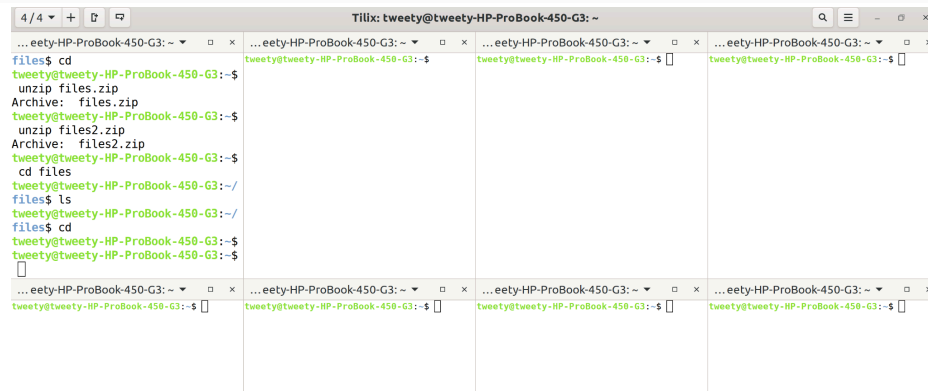 4 / 4
Tilix: tweety@tweety-HP-ProBook-450-G3: ~
...eety-HP-ProBook-450-G3: ~
...eety-HP-ProBook-450-G3: ~
...eety-HP-ProBook-450-G3: ~
...eety-HP-ProBook-450-G3: ~
files$ cd
tweety@tweety-HP-ProBook-450-G3:~$
unzip files.zip
Archive:  files.zip
tweety@tweety-HP-ProBook-450-G3:~$
unzip files2.zip
Archive:  files2.zip
tweety@tweety-HP-ProBook-450-G3:~$
cd files
tweety@tweety-HP-ProBook-450-G3:~/
files$ ls
tweety@tweety-HP-ProBook-450-G3:~/
files$ cd
tweety@tweety-HP-ProBook-450-G3:~$
tweety@tweety-HP-ProBook-450-G3:~$
tweety@tweety-HP-ProBook-450-G3:~$
tweety@tweety-HP-ProBook-450-G3:~$
tweety@tweety-HP-ProBook-450-G3:~$
...eety-HP-ProBook-450-G3: ~
...eety-HP-ProBook-450-G3: ~
...eety-HP-ProBook-450-G3: ~
...eety-HP-ProBook-450-G3: ~
tweety@tweety-HP-ProBook-450-G3:~$
tweety@tweety-HP-ProBook-450-G3:~$
tweety@tweety-HP-ProBook-450-G3:~$
tweety@tweety-HP-ProBook-450-G3:~$